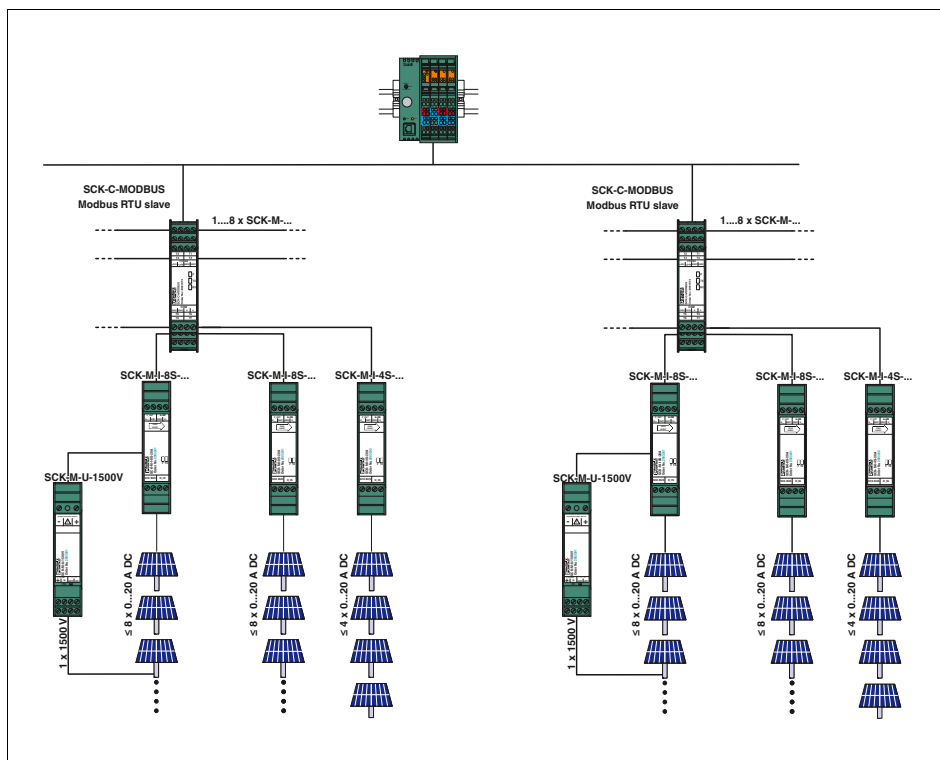 SCK-C-MODBUS
Modbus RTU slave
1....8 x SCK-M-...
SCK-M-I-8S-...
SCK-M-I-8S-...
SCK-M-I-4S-...
SCK-M-U-1500V
1 x 1500 V
≤ 8 x 0...20 A DC
≤ 8 x 0...20 A DC
≤ 4 x 0...20 A DC
SCK-C-MODBUS
Modbus RTU slave
1....8 x SCK-M-...
SCK-M-I-8S-...
SCK-M-I-8S-...
SCK-M-I-4S-...
SCK-M-U-1500V
1 x 1500 V
≤ 8 x 0...20 A DC
≤ 8 x 0...20 A DC
≤ 4 x 0...20 A DC